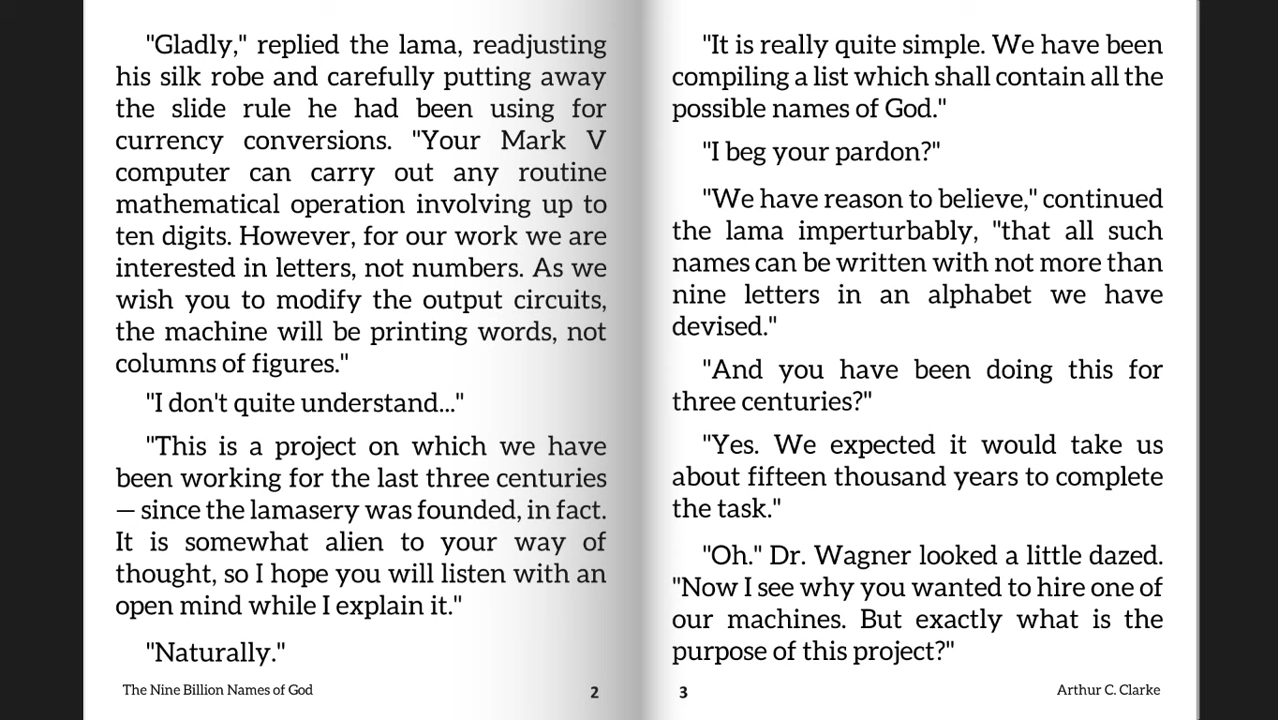 "Gladly," replied the lama, readjusting
his silk robe and carefully putting away
the slide rule he had been using for
currency conversions. "Your Mark V
computer can carry out any routine
mathematical operation involving up to
ten digits. However, for our work we are
interested in letters, not numbers. As we
wish you to modify the output circuits,
the machine will be printing words, not
columns of figures."
"I don't quite understand..."
"This is a project on which we have
been working for the last three centuries
— since the lamasery was founded, in fact.
It is somewhat alien to your way of
thought, so I hope you will listen with an
open mind while I explain it."
"Naturally."
The Nine Billion Names of God
2
"It is really quite simple. We have been
compiling a list which shall contain all the
possible names of God."
"I beg your pardon?"
"We have reason to believe," continued
the lama imperturbably, "that all such
names can be written with not more than
nine letters in an alphabet we have
devised."
"And you have been doing this for
three centuries?"
"Yes. We expected it would take us
about fifteen thousand years to complete
the task."
"Oh." Dr. Wagner looked a little dazed.
"Now I see why you wanted to hire one of
our machines. But exactly what is the
purpose of this project?"
3
Arthur C. Clarke